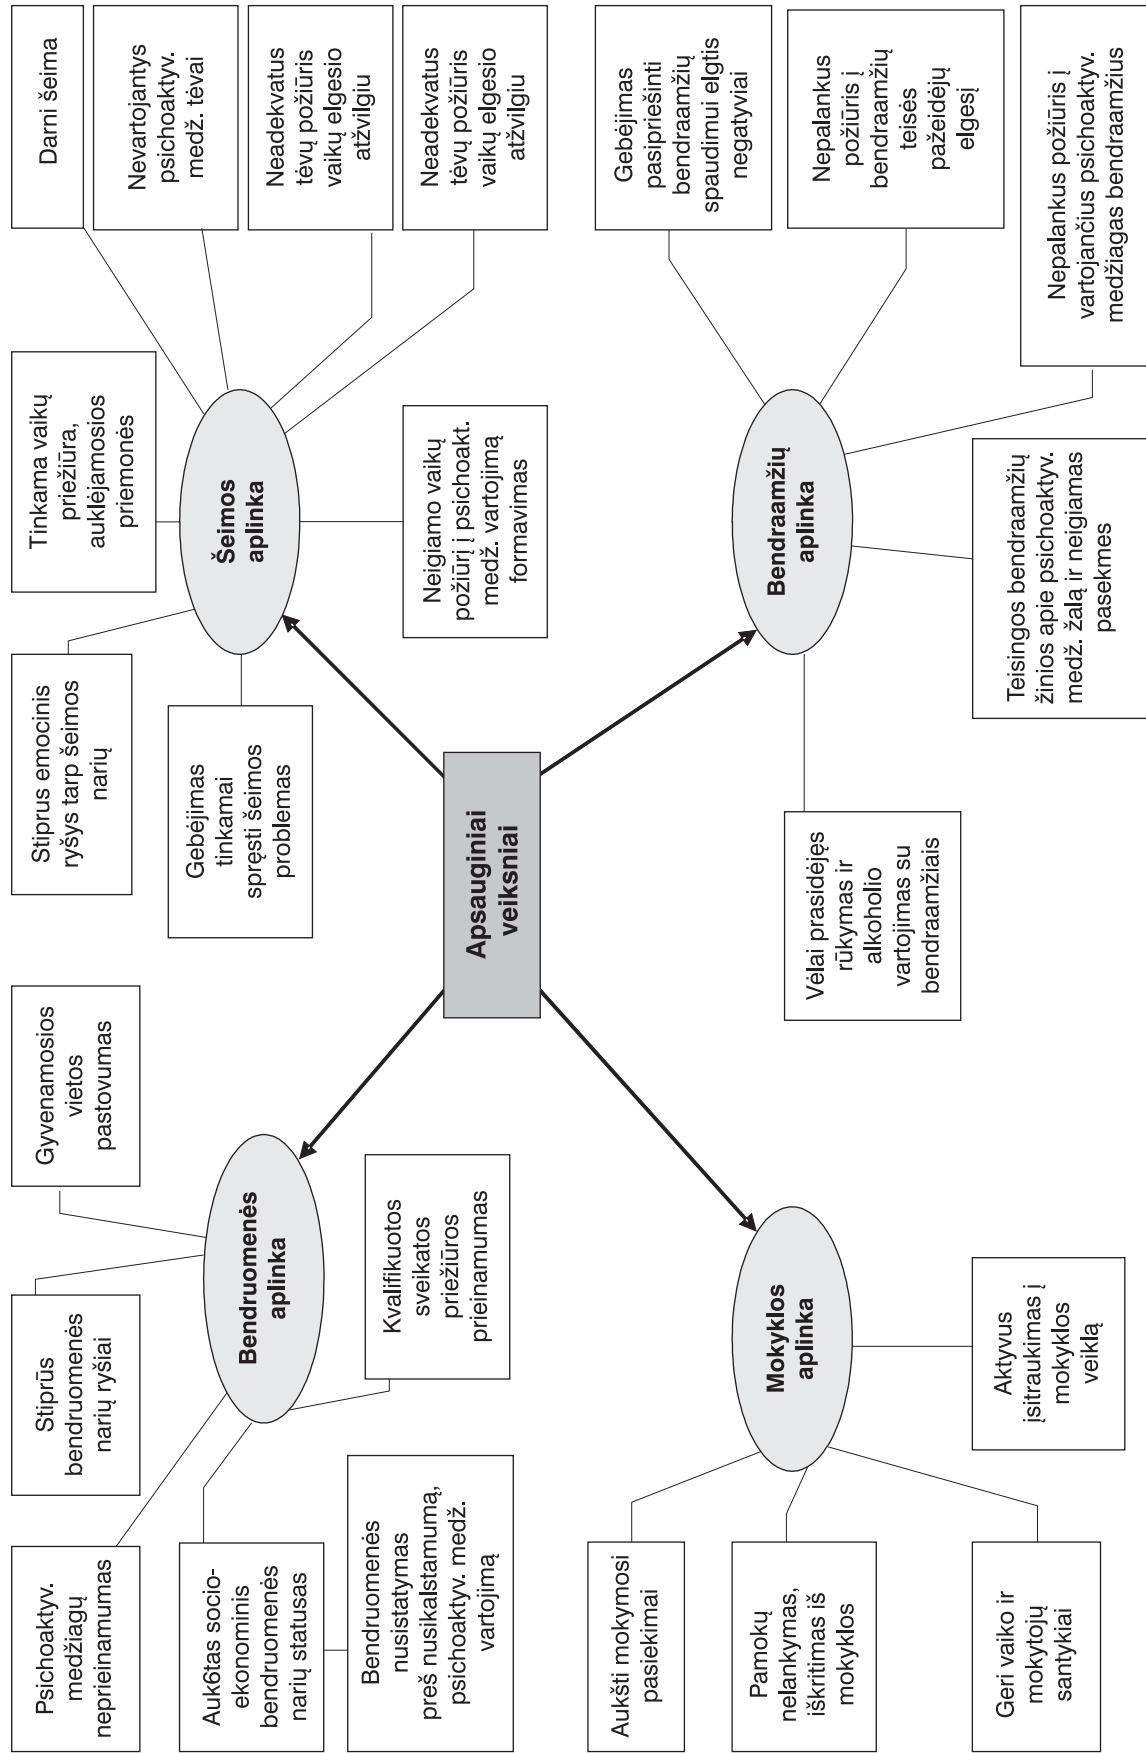 Psichoaktyv.
medžiagų
neprieinamumas
Stiprūs
bendruomenės
narių ryšiai
Gyvenamosios
vietos
pastovumas
Aukõtas socio-
ekonominis
bendruomenės
narių statusas
Bendruomenės
aplinka
Bendruomenės
nusistatymas
preš nusikalstamumą,
psichoaktyv. medž.
vartojimą
Kvalifikuotos
sveikatos
priežiūros
prieinamumas
Stiprus emocinis
ryšys tarp šeimos
narių
Tinkama vaikų
priežiūra,
auklėjamosios
priemonės
Darni šeima
Nevartojantys
psichoaktyv.
medž. tėvai
Gebėjimas
tinkamai
spręsti šeimos
problemas
Šeimos
aplinka
Neadekvatus
tėvų požiūris
vaikų elgesio
atžvilgiu
Neadekvatus
tėvų požiūris
vaikų elgesio
atžvilgiu
Neigiamo vaikų
požiūrį į psichoakt.
medž. vartojimą
formavimas
Apsauginiai
veiksniai
Aukšti mokymosi
pasiekimai
Pamokų
nelankymas,
iškritimas iš
mokyklos
Geri vaiko ir
mokytojų
santykiai
Mokyklos
aplinka
Aktyvus
įsitraukimas į
mokyklos
veiklą
Vėlai prasidėjęs
rūkymas ir
alkoholio
vartojimas su
bendraamžiais
Bendraamžių
aplinka
Gebėjimas
pasipriešinti
bendraamžių
spaudimui elgtis
negatyviai
Nepalankus
požiūris į
bendraamžių
teisės
pažeidėjų
elgesį
Teisingos bendraamžių
žinios apie psichoaktyv.
medž. žalą ir neigiamas
pasekmes
Nepalankus požiūris į
vartojančius psichoaktyv.
medžiagas bendraamžius